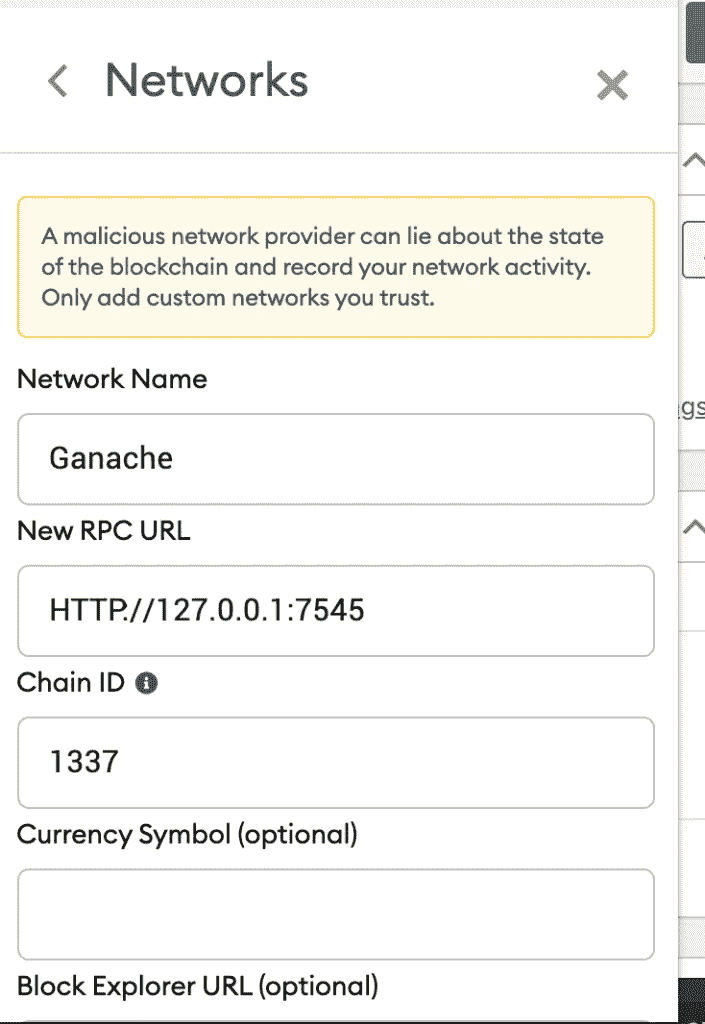 Networks
A malicious network provider can lie about the state
of the blockchain and record your network activity.
Only add custom networks you trust.
Network Name
Ganache
gs
New RPC URL
HTTP://127.0.0.1:7545
Chain ID
1337
Currency Symbol (optional)
Block Explorer URL (optional)